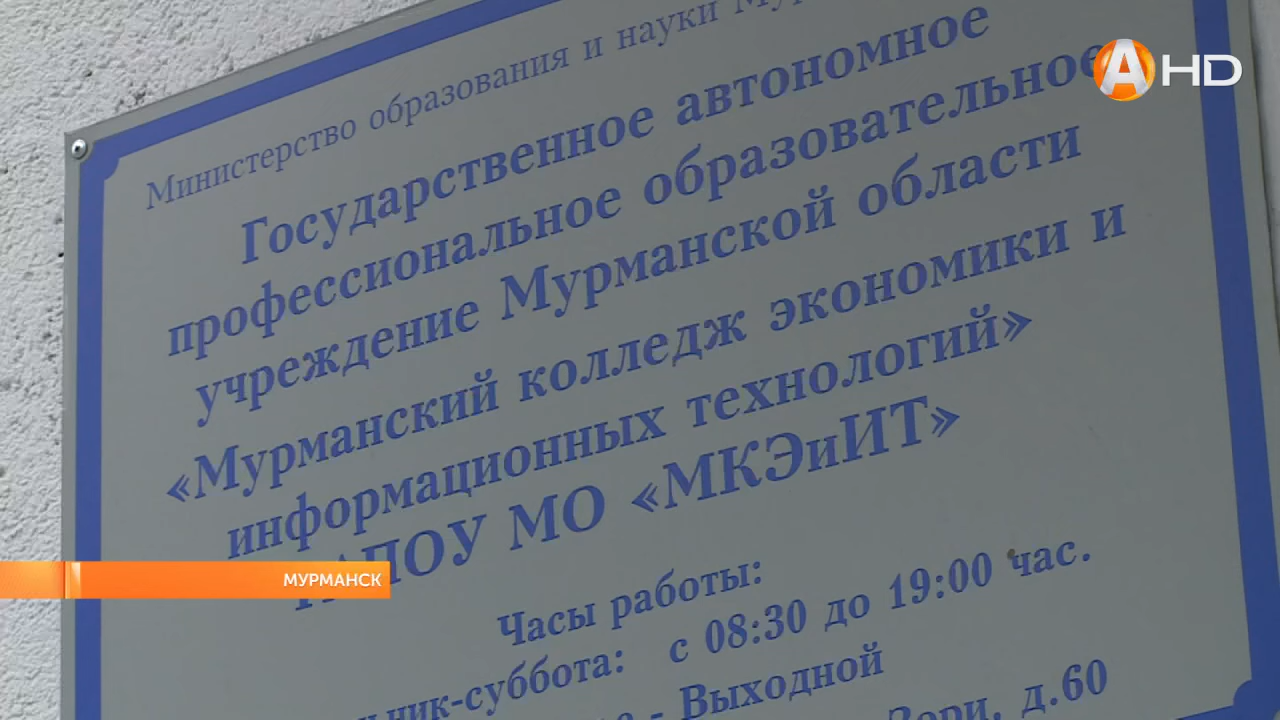 Министерство образования и науки
Государственное автономное
профессиональное образовательное
учреждение Мурманской области
«Мурманский колледж экономики и
информационных технологий»
МО «МКЭиИТ»
Часы работы:
суббота: с 08:30 до 19:00 час.
- Выходной
д.60
МУРМАНСК
А HD